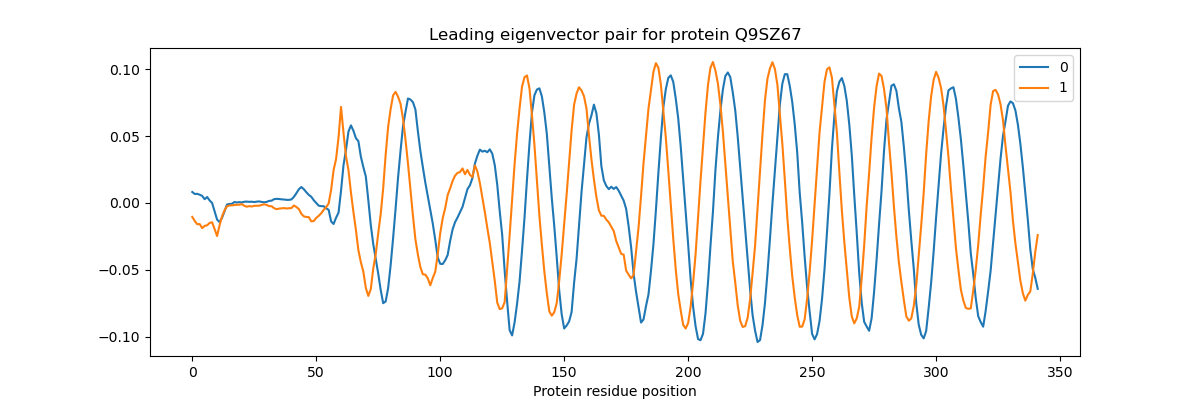 Leading eigenvector pair for protein Q9SZ67
0.10
0.05
0.00
−0.05
−0.10
0
1
0 50 100 150 200 250 300 350
Protein residue position